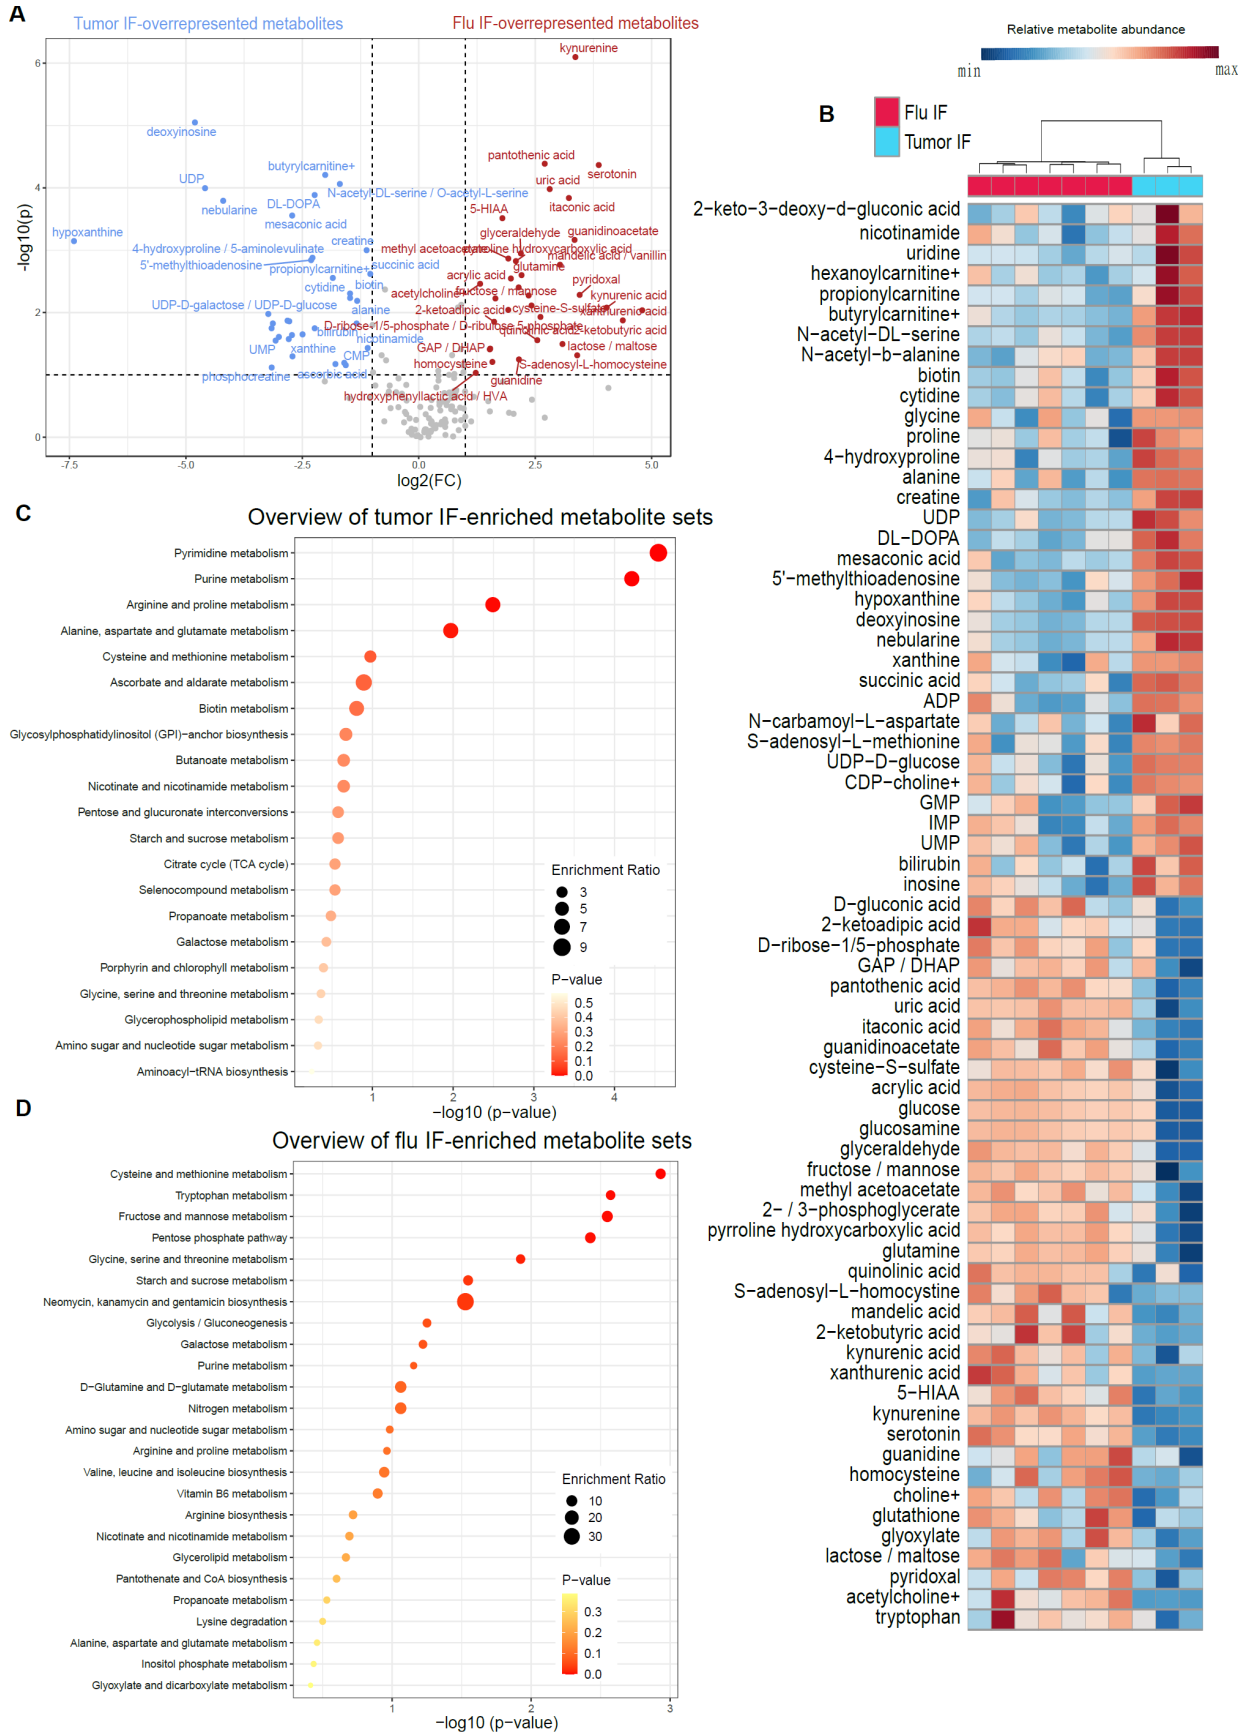 A
Tumor IF-overrepresented metabolites
Flu IF-overrepresented metabolites
kynurenine
deoxyinosine
pantothenic acid
butyrylcarnitine+
serotonin
UDP
uric acid
N-acetyl-DL-serine / O-acetyl-L-serine
nebularine
DL-DOPA
itaconic acid
5-HIAA
mesaconic acid
hypoxanthine
glyceraldehyde
guanidinoacetate
creatine
4-hydroxyproline / 5-aminolevulinate
methyl acetoacetate
pyrroline hydroxycarboxylic acid
mandelic acid / vanillin
5'-methylthioadenosine
succinic acid
propionylcarnitine+
glutamine
acrylic acid
pyridoxal
cytidine
biotin
acetylcholine+
fructose / mannose
kynurenic acid
UDP-D-galactose / UDP-D-glucose
alanine
2-ketoadipic acid
cysteine-S-sulfate
xanthurenic acid
D-ribose-1/5-phosphate / D-ribulose 5-phosphate
bilirubin
nicotinamide
quinolinic acid
2-ketobutyric acid
UMP
xanthine
CMP
GAP / DHAP
lactose / maltose
homocysteine
S-adenosyl-L-homocysteine
phosphocreatine
ascorbic acid
guanidine
hydroxyphenyllactic acid / HVA
-log10(p)
6
4
2
0
-7.5
-5.0
-2.5
0.0
2.5
5.0
log2(FC)
Relative metabolite abundance
min
max
B
Flu IF
Tumor IF
2-keto-3-deoxy-d-gluconic acid
nicotinamide
uridine
hexanoylcarnitine+
propionylcarnitine
butyrylcarnitine+
N-acetyl-DL-serine
N-acetyl-b-alanine
biotin
cytidine
glycine
proline
4-hydroxyproline
alanine
creatine
UDP
DL-DOPA
mesaconic acid
5'-methylthioadenosine
hypoxanthine
deoxyinosine
nebularine
xanthine
succinic acid
ADP
N-carbamoyl-L-aspartate
S-adenosyl-L-methionine
UDP-D-glucose
CDP-choline+
GMP
IMP
UMP
bilirubin
inosine
D-gluconic acid
2-ketoadipic acid
D-ribose-1/5-phosphate
GAP / DHAP
pantothenic acid
uric acid
itaconic acid
guanidinoacetate
cysteine-S-sulfate
acrylic acid
glucose
glucosamine
glyceraldehyde
fructose / mannose
methyl acetoacetate
2- / 3-phosphoglycerate
pyrroline hydroxycarboxylic acid
glutamine
quinolinic acid
S-adenosyl-L-homocystine
mandelic acid
2-ketobutyric acid
kynurenic acid
xanthurenic acid
5-HIAA
kynurenine
serotonin
guanidine
homocysteine
choline+
glutathione
glyoxylate
lactose / maltose
pyridoxal
acetylcholine+
tryptophan
C
Overview of tumor IF-enriched metabolite sets
Pyrimidine metabolism
Purine metabolism
Arginine and proline metabolism
Alanine, aspartate and glutamate metabolism
Cysteine and methionine metabolism
Ascorbate and aldarate metabolism
Biotin metabolism
Glycosylphosphatidylinositol (GPI)-anchor biosynthesis
Butanoate metabolism
Nicotinate and nicotinamide metabolism
Pentose and glucuronate interconversions
Starch and sucrose metabolism
Citrate cycle (TCA cycle)
Selenocompound metabolism
Propanoate metabolism
Galactose metabolism
Porphyrin and chlorophyll metabolism
Glycine, serine and threonine metabolism
Glycerophospholipid metabolism
Amino sugar and nucleotide sugar metabolism
Aminoacyl-tRNA biosynthesis
Enrichment Ratio
3
5
7
9
P-value
0.5
0.4
0.3
0.2
0.1
0.0
1
2
3
4
-log10 (p-value)
D
Overview of flu IF-enriched metabolite sets
Cysteine and methionine metabolism
Tryptophan metabolism
Fructose and mannose metabolism
Pentose phosphate pathway
Glycine, serine and threonine metabolism
Starch and sucrose metabolism
Neomycin, kanamycin and gentamicin biosynthesis
Glycolysis / Gluconeogenesis
Galactose metabolism
Purine metabolism
D-Glutamine and D-glutamate metabolism
Nitrogen metabolism
Amino sugar and nucleotide sugar metabolism
Arginine and proline metabolism
Valine, leucine and isoleucine biosynthesis
Vitamin B6 metabolism
Arginine biosynthesis
Nicotinate and nicotinamide metabolism
Glycerolipid metabolism
Pantothenate and CoA biosynthesis
Propanoate metabolism
Lysine degradation
Alanine, aspartate and glutamate metabolism
Inositol phosphate metabolism
Glyoxylate and dicarboxylate metabolism
Enrichment Ratio
10
20
30
P-value
0.3
0.2
0.1
0.0
1
2
3
-log10 (p-value)